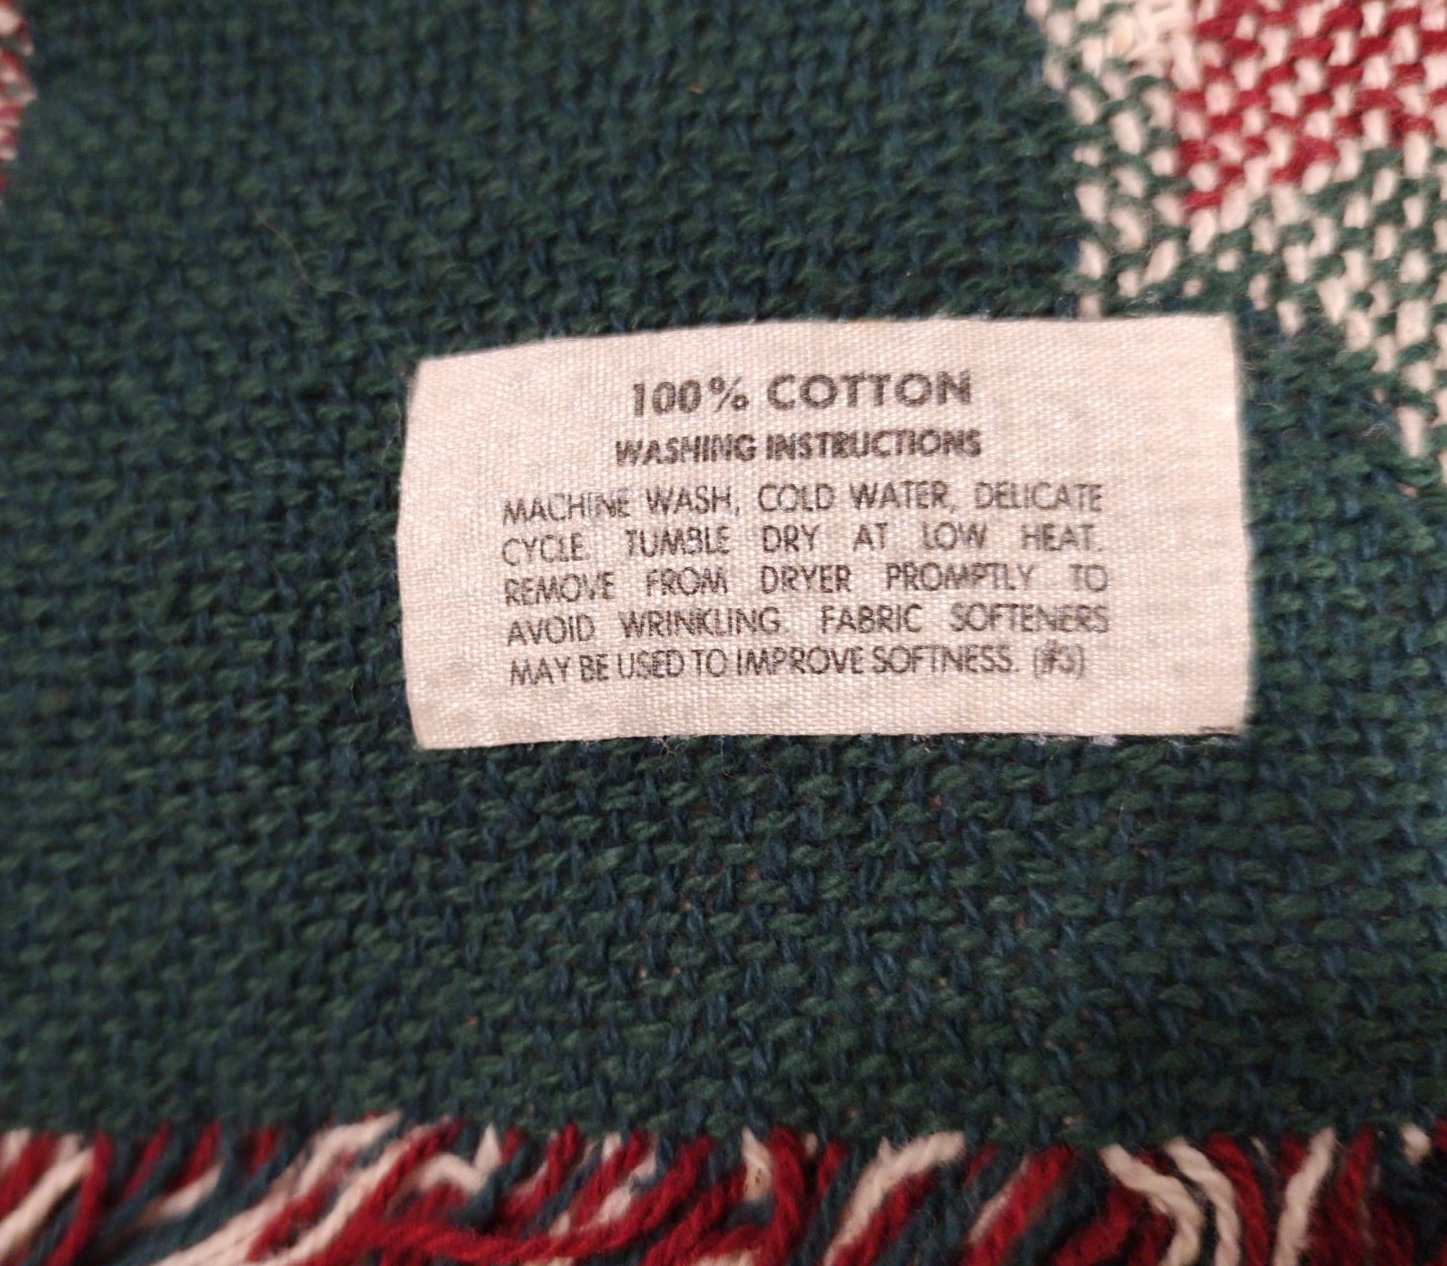 100% COTTON
WASHING INSTRUCTIONS
MACHINE WASH, COLD WATER, DELICATE
CYCLE. TUMBLE DRY AT LOW HEAT.
REMOVE FROM DRYER PROMPTLY TO
AVOID WRINKLING. FABRIC SOFTENERS
MAY BE USED TO IMPROVE SOFTNESS. (#3)